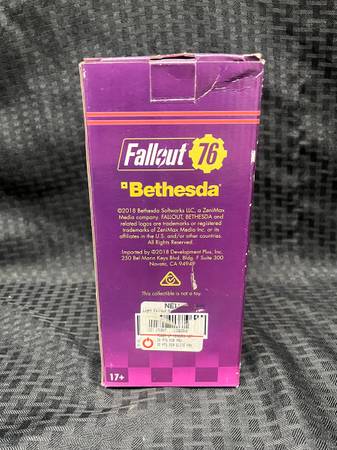 Fallout 76
Bethesda
©2018 Bethesda Softworks LLC, a ZeniMax
Media company. FALLOUT, BETHESDA and
related logos are trademarks or registered
trademarks of ZeniMax Media Inc. or its
affiliates in the U.S. and/or other countries.
All Rights Reserved.
Imported by ©2018 Development Plus, Inc.
250 Bel Marin Keys Blvd. Bldg. F Suite 300
Novato, CA 94949
This collectible is not a toy.
17+